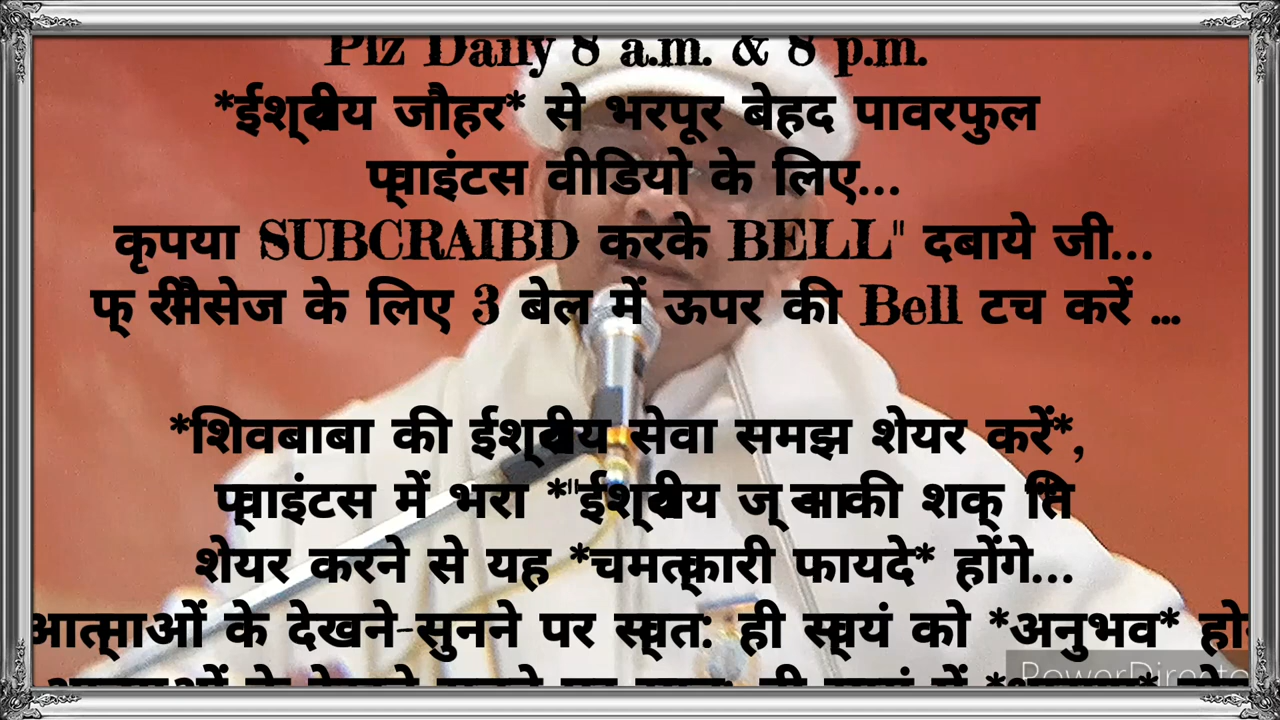 Plz Daily 8 a.m. & 8 p.m.
*ईश्वरीय जौहर* से भरपूर बेहद पावरफुल
प्वाइंटस वीडियो के लिए...
कृपया SUBCRAIBD करके BELL" दबाये जी...
फ्री मैसेज के लिए 3 बेल में ऊपर की Bell टच करें ...
*शिवबाबा की ईश्वरीय सेवा समझ शेयर करें*,
प्वाइंटस में भरा *"ईश्वरीय ज्ञान की शक्ति"*
शेयर करने से यह *चमत्कारी फायदे* होंगे...
आत्माओं के देखने-सुनने पर स्वत: ही स्वयं को *अनुभव*
PowerDirector